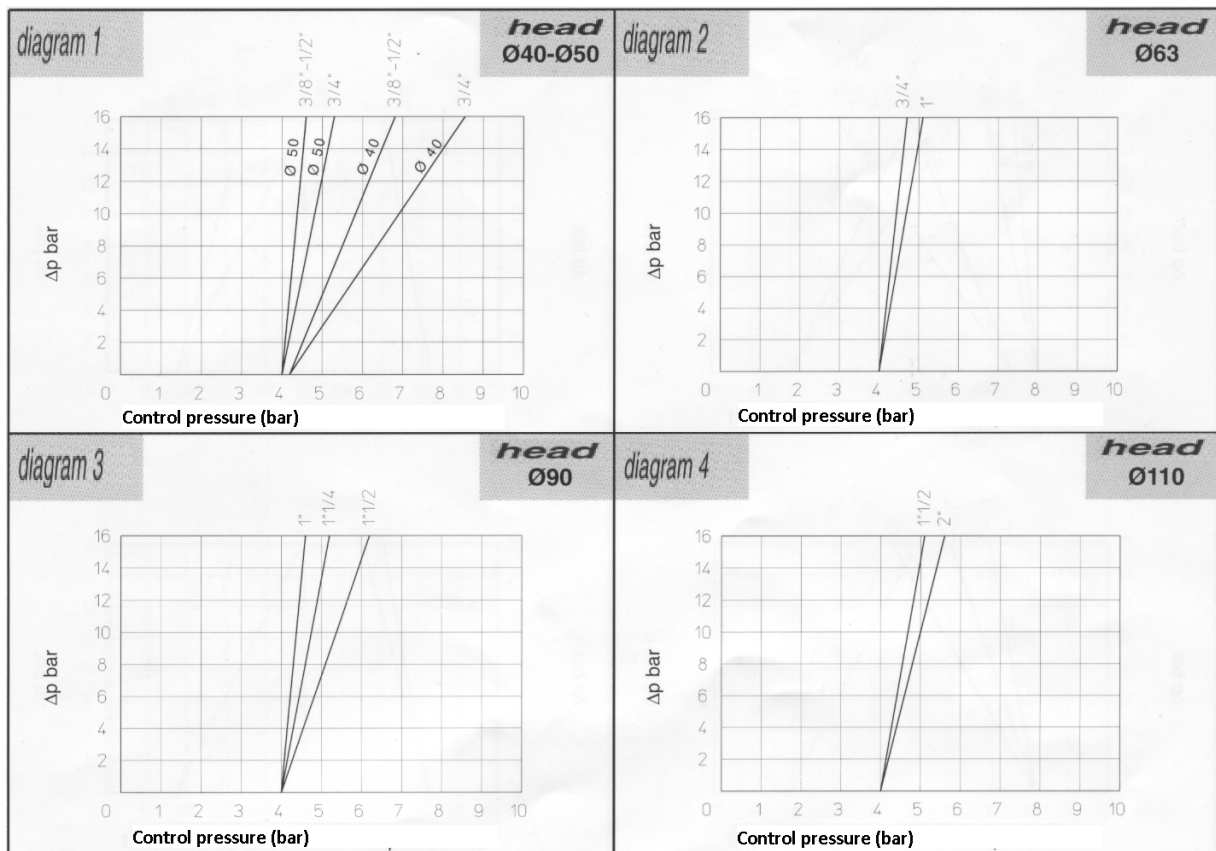 diagram 1
head
Ø40-Ø50
3/8"-1/2"
3/4"
3/8"-1/2"
3/4"
Ø 50
Ø 50
Ø 40
Ø 40
Δp bar
16
14
12
10
8
6
4
2
0 1 2 3 4 5 6 7 8 9 10
Control pressure (bar)
diagram 2
head
Ø63
3/4"
1"
Δp bar
16
14
12
10
8
6
4
2
0 1 2 3 4 5 6 7 8 9 10
Control pressure (bar)
diagram 3
head
Ø90
1"
1"1/4
1"1/2
Δp bar
16
14
12
10
8
6
4
2
0 1 2 3 4 5 6 7 8 9 10
Control pressure (bar)
diagram 4
head
Ø110
1"1/2
2"
Δp bar
16
14
12
10
8
6
4
2
0 1 2 3 4 5 6 7 8 9 10
Control pressure (bar)